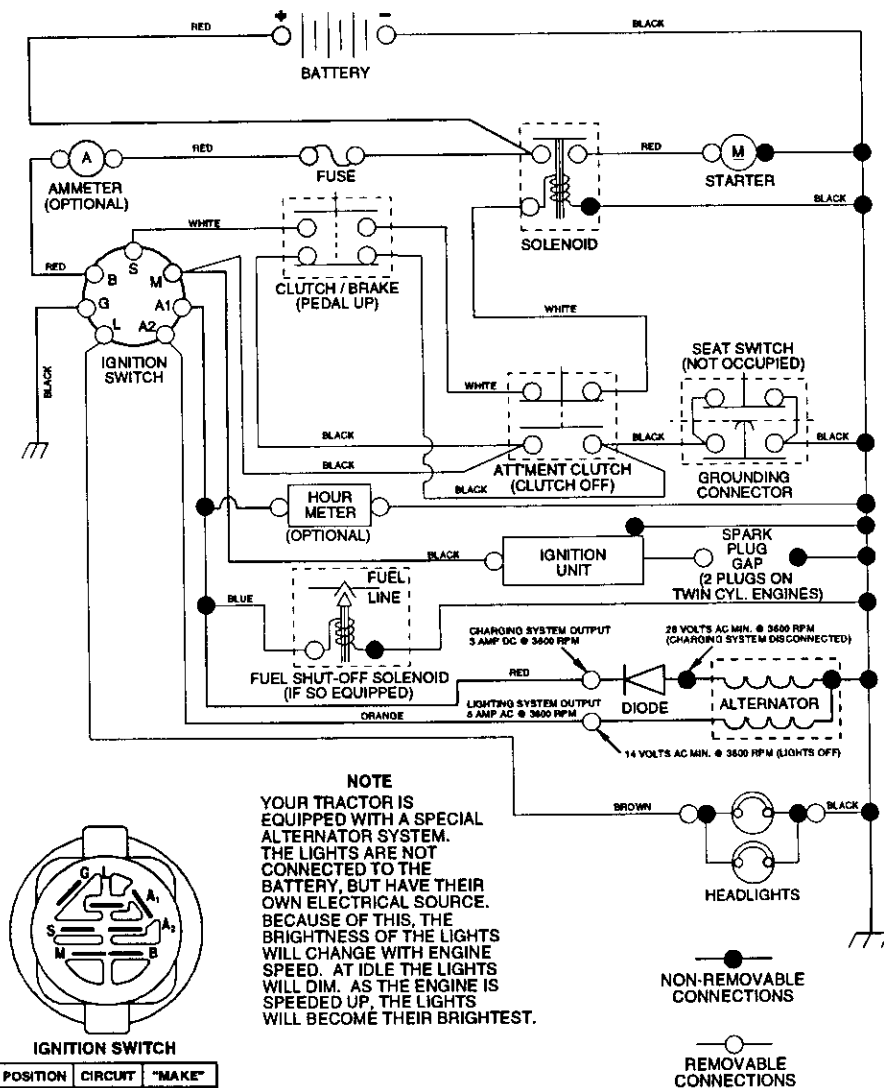 RED
+
−
BLACK
BATTERY
A
RED
FUSE
RED
M
STARTER
AMMETER
(OPTIONAL)
SOLENOID
BLACK
WHITE
CLUTCH / BRAKE
(PEDAL UP)
RED
S
B
M
G
A1
L
A2
IGNITION
SWITCH
BLACK
WHITE
SEAT SWITCH
(NOT OCCUPIED)
WHITE
BLACK
BLACK
BLACK
BLACK
BLACK
ATT'MENT CLUTCH
(CLUTCH OFF)
GROUNDING
CONNECTOR
HOUR
METER
(OPTIONAL)
BLACK
IGNITION
UNIT
SPARK
PLUG
GAP
(2 PLUGS ON
TWIN CYL. ENGINES)
BLUE
FUEL
LINE
FUEL SHUT-OFF SOLENOID
(IF SO EQUIPPED)
CHARGING SYSTEM OUTPUT
3 AMP DC @ 3600 RPM
28 VOLTS AC MIN. @ 3600 RPM
(CHARGING SYSTEM DISCONNECTED)
RED
DIODE
ALTERNATOR
ORANGE
LIGHTING SYSTEM OUTPUT
5 AMP AC @ 3600 RPM
14 VOLTS AC MIN. @ 3600 RPM (LIGHTS OFF)
BROWN
BLACK
HEADLIGHTS
NOTE
YOUR TRACTOR IS
EQUIPPED WITH A SPECIAL
ALTERNATOR SYSTEM.
THE LIGHTS ARE NOT
CONNECTED TO THE
BATTERY, BUT HAVE THEIR
OWN ELECTRICAL SOURCE.
BECAUSE OF THIS, THE
BRIGHTNESS OF THE LIGHTS
WILL CHANGE WITH ENGINE
SPEED. AT IDLE THE LIGHTS
WILL DIM. AS THE ENGINE IS
SPEEDED UP, THE LIGHTS
WILL BECOME THEIR BRIGHTEST.
G L
A1
A2
S
M B
IGNITION SWITCH
POSITION CIRCUIT "MAKE"
NON-REMOVABLE
CONNECTIONS
REMOVABLE
CONNECTIONS